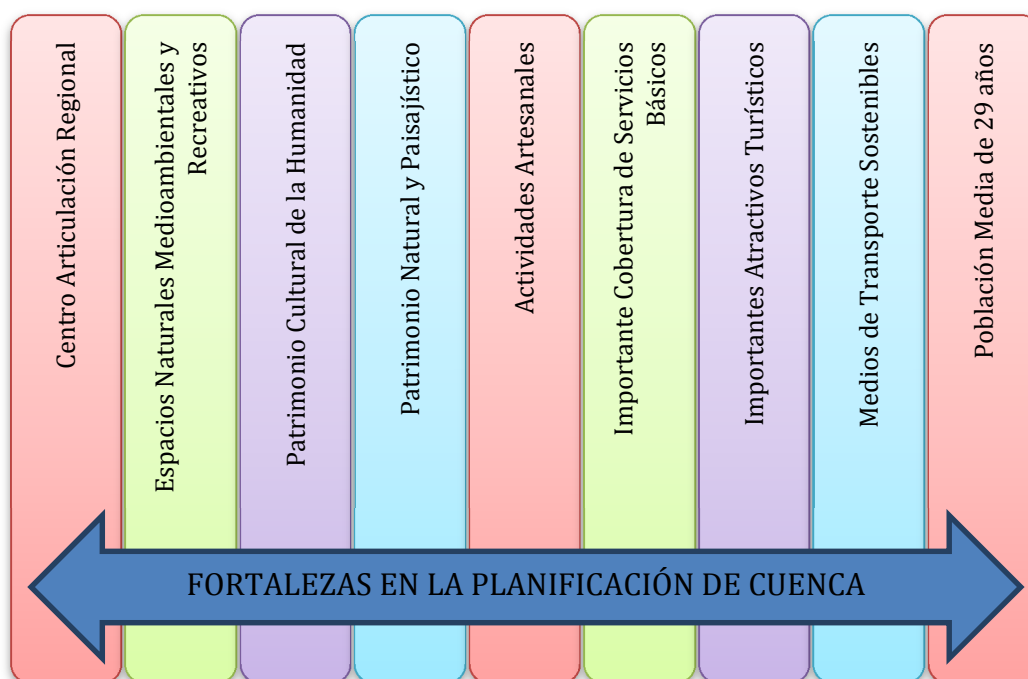 Centro Articulación Regional
Espacios Naturales Medioambientales y
Recreativos
Patrimonio Cultural de la Humanidad
Patrimonio Natural y Paisajístico
Actividades Artesanales
Importante Cobertura de Servicios
Básicos
Importantes Atractivos Turísticos
Medios de Transporte Sostenibles
Población Media de 29 años
FORTALEZAS EN LA PLANIFICACIÓN DE CUENCA